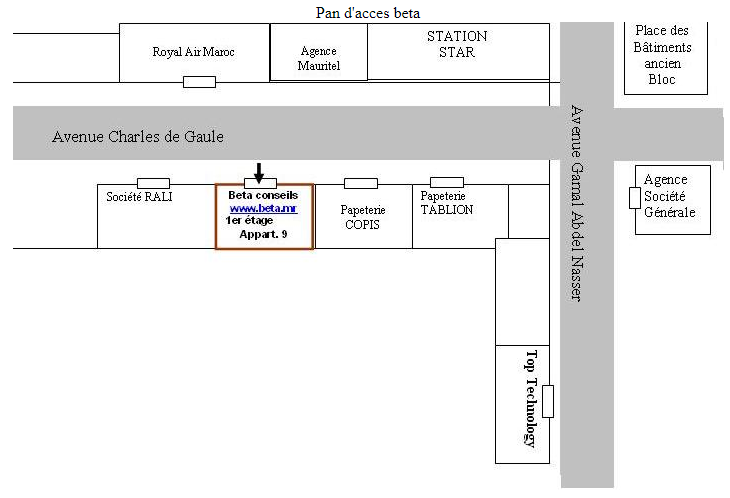 Pan d'acces beta
Royal Air Maroc
Agence
Mauritel
STATION
STAR
Place des
Bâtiments
ancien
Bloc
Avenue Charles de Gaule
Avenue Gamal Abdel Nasser
Société RALI
Beta conseils
www.beta.mr
1er étage
Appart. 9
Papeterie
COPIS
Papeterie
TABLION
Agence
Société
Générale
Top Technology